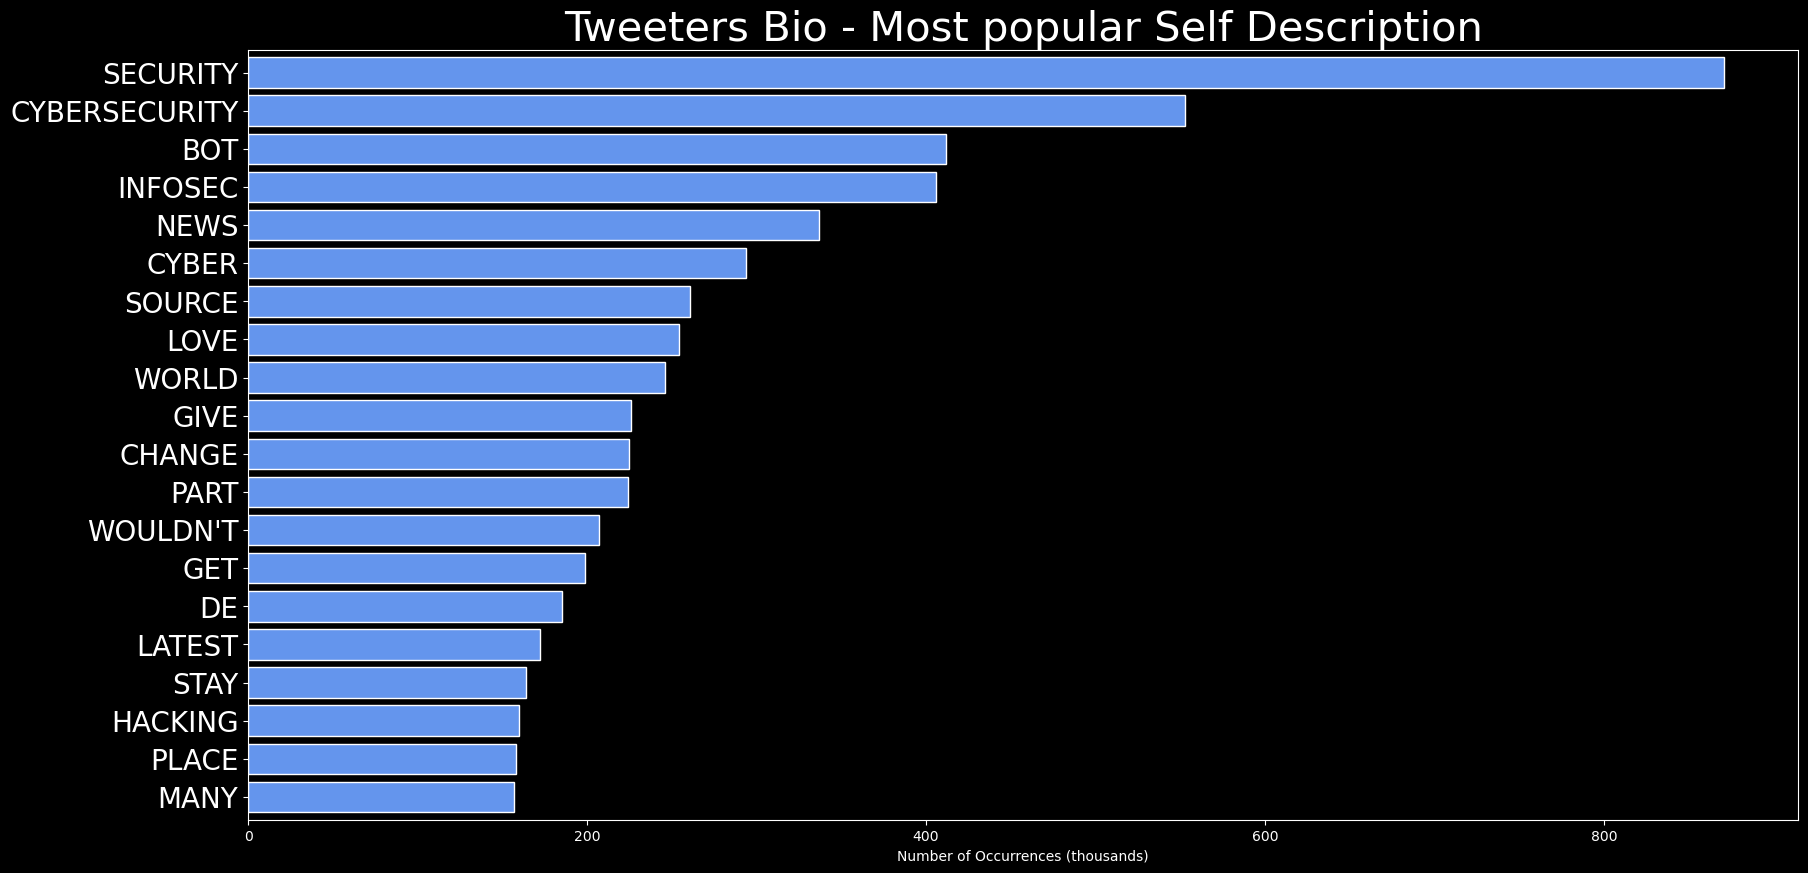 Tweeters Bio - Most popular Self Description
SECURITY
CYBERSECURITY
BOT
INFOSEC
NEWS
CYBER
SOURCE
LOVE
WORLD
GIVE
CHANGE
PART
WOULDN'T
GET
DE
LATEST
STAY
HACKING
PLACE
MANY
0 200 400 600 800
Number of Occurrences (thousands)